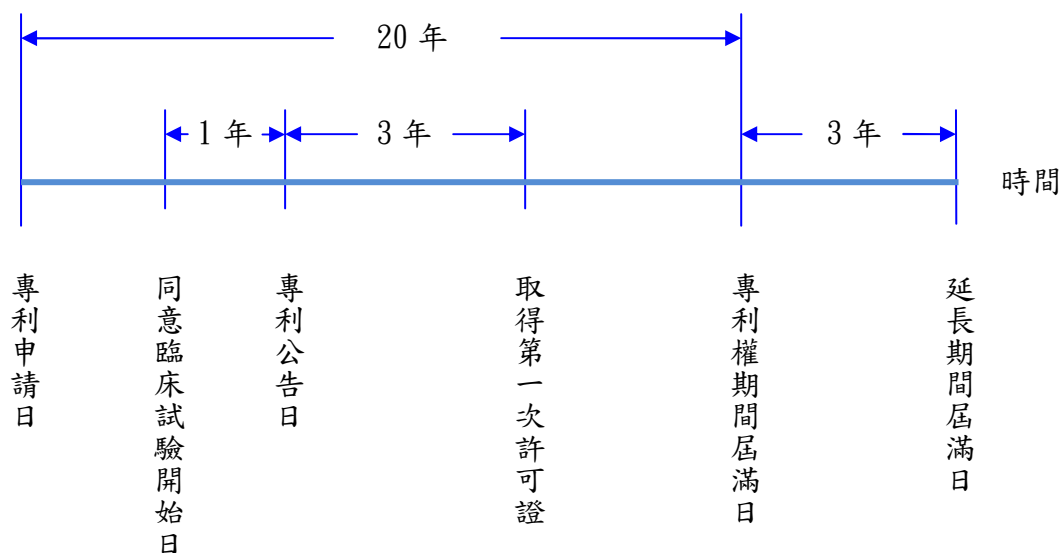 20 年
1 年
3 年
3 年
時間
專利申請日
同意臨床試驗開始日
專利公告日
取得第一次許可證
專利權期間屆滿日
延長期間屆滿日